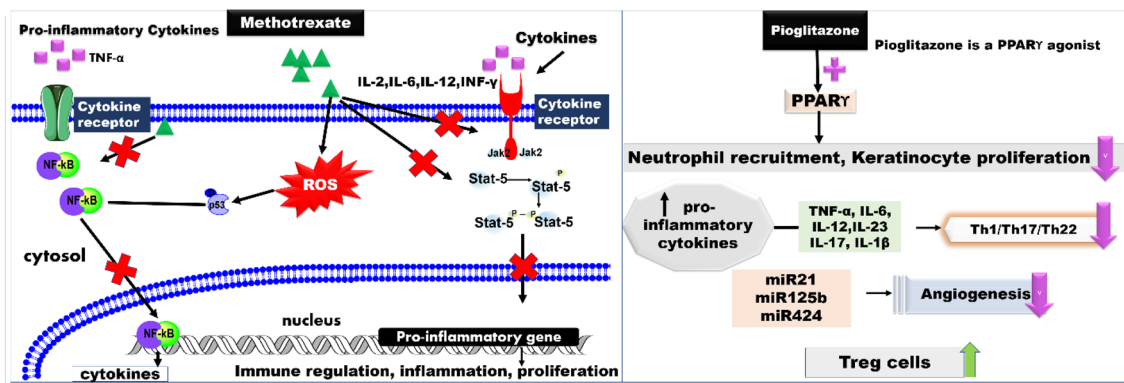 Methotrexate
Pro-inflammatory Cytokines
TNF-α
Cytokines
IL-2,IL-6,IL-12,INF-γ
Cytokine
receptor
Cytokine
receptor
NF-kB
Jak2 Jak2
ROS
P
Stat-5 Stat-5
NF-kB
p53
P P
Stat-5 Stat-5
cytosol
nucleus
NF-kB
Pro-inflammatory gene
cytokines
Immune regulation, inflammation, proliferation
Pioglitazone
Pioglitazone is a PPARϒ agonist
PPARϒ
Neutrophil recruitment, Keratinocyte proliferation
v
pro-
inflammatory
cytokines
TNF-α, IL-6,
IL-12,IL-23
IL-17, IL-1β
Th1/Th17/Th22
v
miR21
miR125b
miR424
Angiogenesis
v
Treg cells